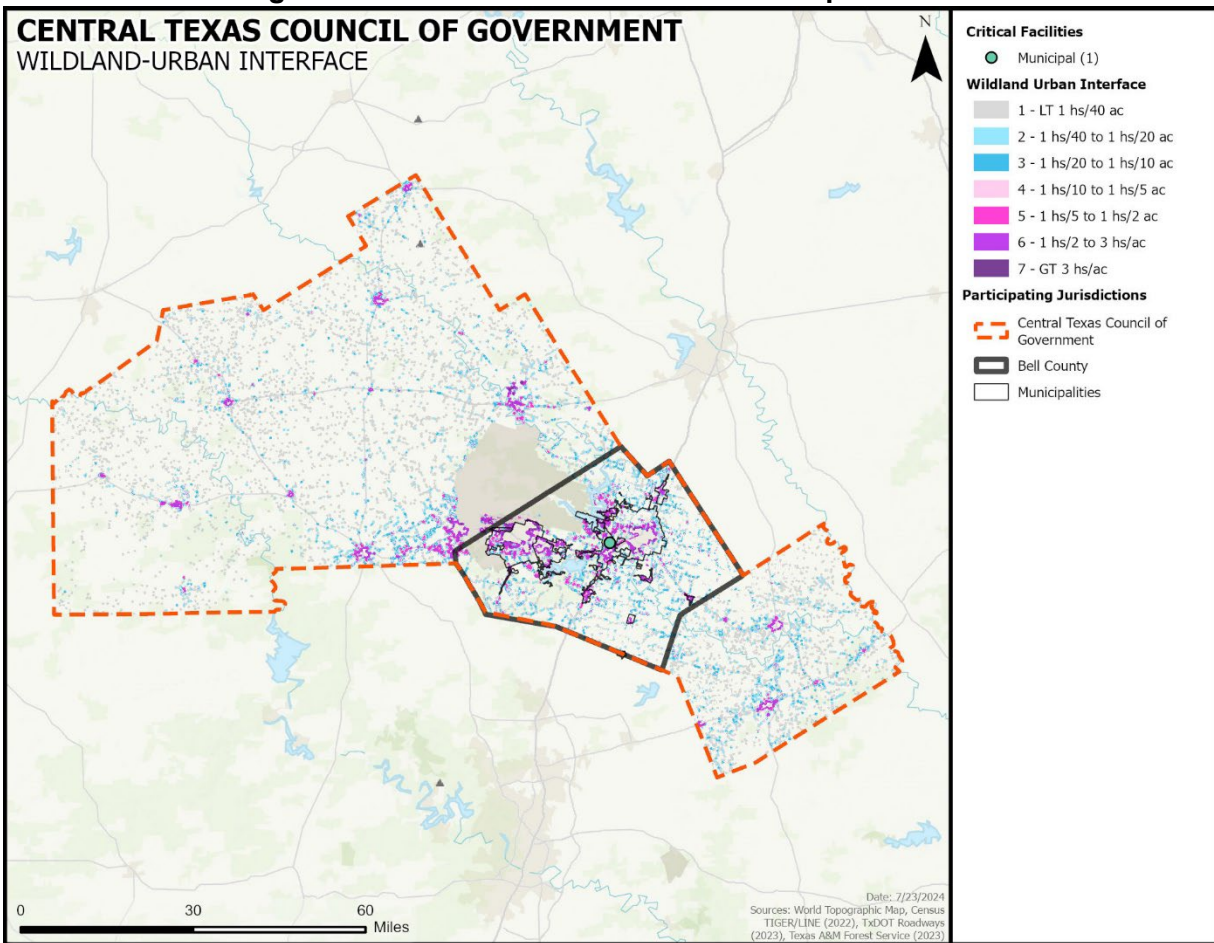 CENTRAL TEXAS COUNCIL OF GOVERNMENT
WILDLAND-URBAN INTERFACE
N
Critical Facilities
Municipal (1)
Wildland Urban Interface
1 - LT 1 hs/40 ac
2 - 1 hs/40 to 1 hs/20 ac
3 - 1 hs/20 to 1 hs/10 ac
4 - 1 hs/10 to 1 hs/5 ac
5 - 1 hs/5 to 1 hs/2 ac
6 - 1 hs/2 to 3 hs/ac
7 - GT 3 hs/ac
Participating Jurisdictions
Central Texas Council of
Government
Bell County
Municipalities
0 30 60
Miles
Date: 7/23/2024
Sources: World Topographic Map, Census
TIGER/LINE (2022), TxDOT Roadways
(2023), Texas A&M Forest Service (2023)